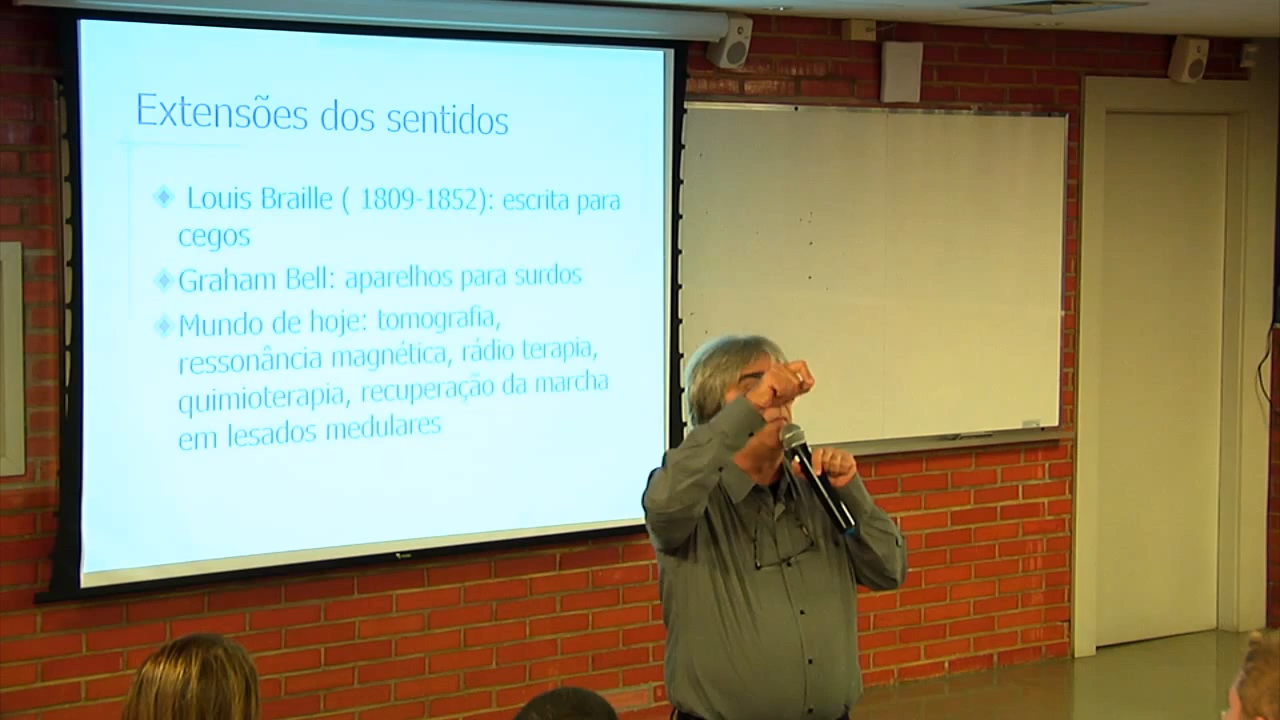 Extensões dos sentidos
Louis Braille ( 1809-1852): escrita para
cegos
Graham Bell: aparelhos para surdos
Mundo de hoje: tomografia,
ressonância magnética, rádio terapia,
quimioterapia, recuperação da marcha
em lesados medulares